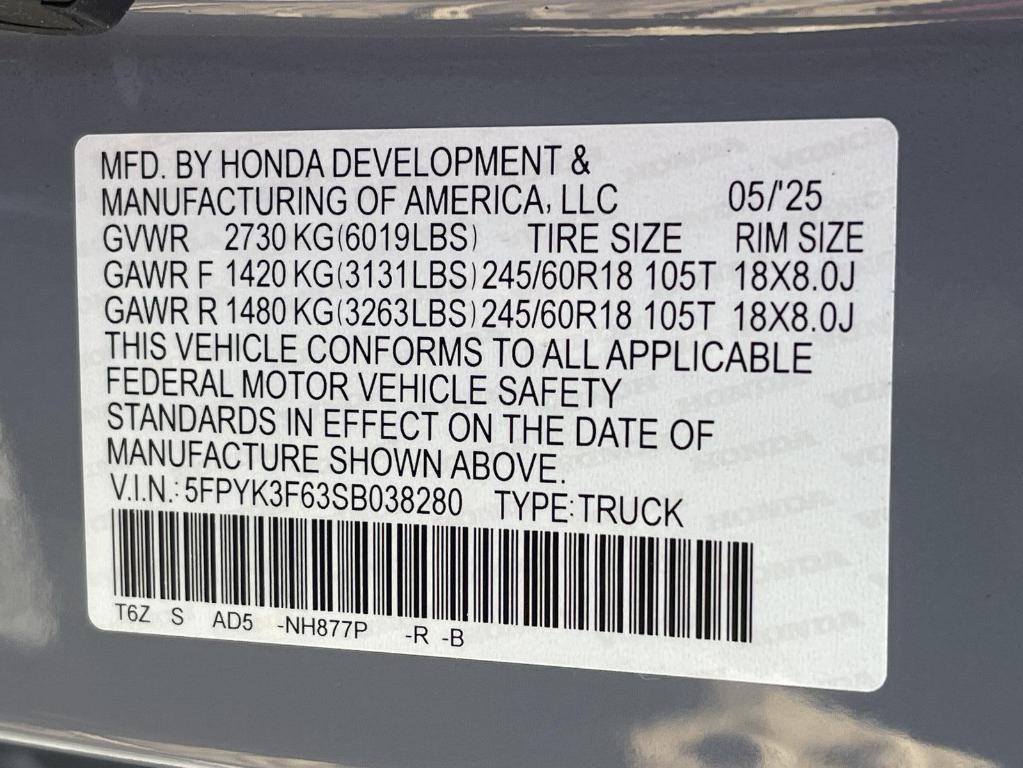 MFD. BY HONDA DEVELOPMENT &
MANUFACTURING OF AMERICA, LLC 05/'25
GVWR 2730 KG(6019LBS) TIRE SIZE RIM SIZE
GAWR F 1420 KG(3131LBS) 245/60R18 105T 18X8.0J
GAWR R 1480 KG(3263LBS) 245/60R18 105T 18X8.0J
THIS VEHICLE CONFORMS TO ALL APPLICABLE
FEDERAL MOTOR VEHICLE SAFETY
STANDARDS IN EFFECT ON THE DATE OF
MANUFACTURE SHOWN ABOVE.
V.I.N.: 5FPYK3F63SB038280 TYPE: TRUCK
T6Z S AD5 -NH877P -R -B